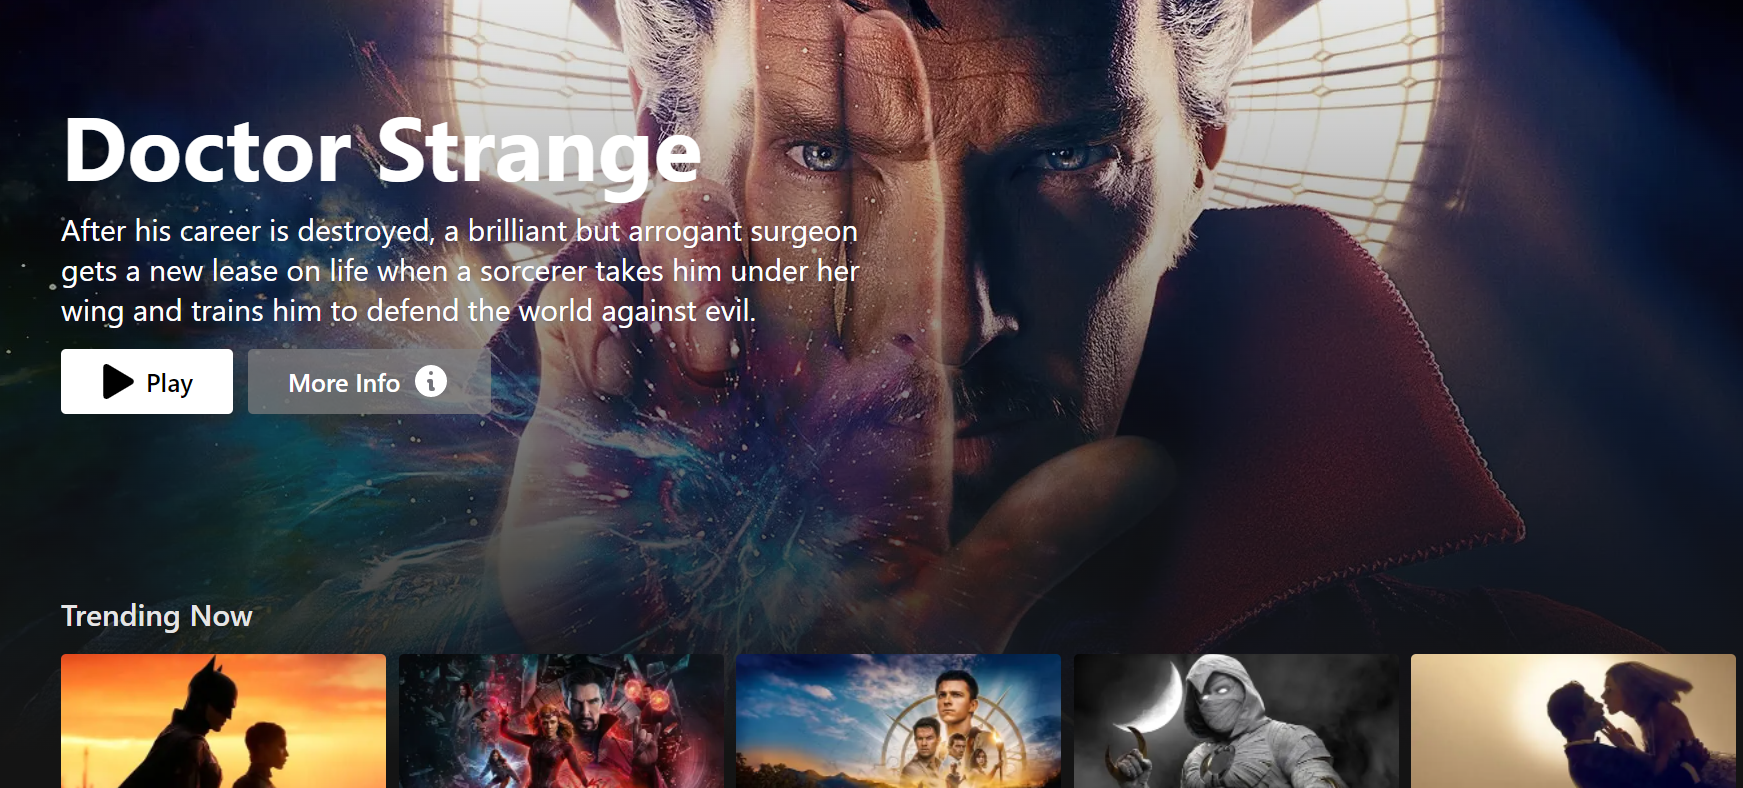 Doctor Strange
After his career is destroyed, a brilliant but arrogant surgeon
gets a new lease on life when a sorcerer takes him under her
wing and trains him to defend the world against evil.
Play
More Info
Trending Now